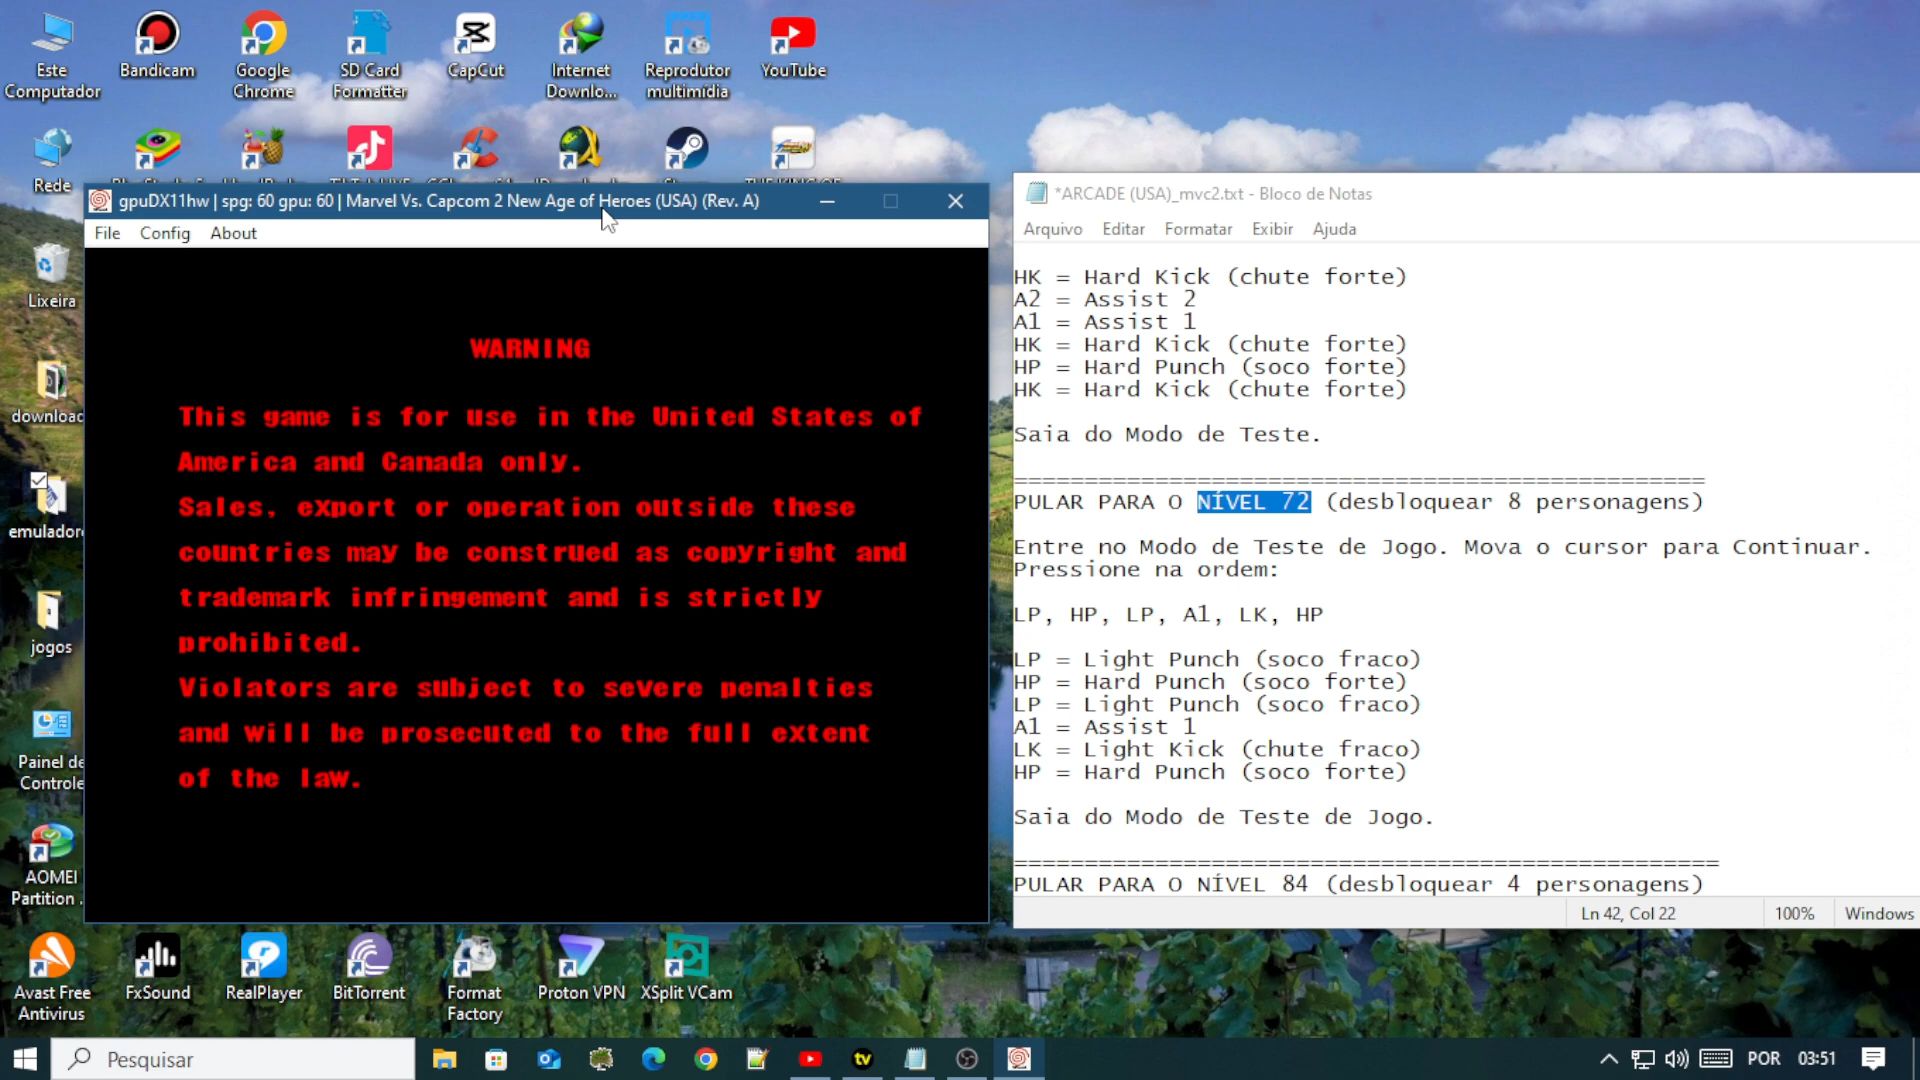 Este
Computador
Bandicam
Google
Chrome
SD Card
Formatter
CapCut
Internet
Downlo...
Reprodutor
multimídia
YouTube
Rede
gpuDX11hw | spg: 60 gpu: 60 | Marvel Vs. Capcom 2 New Age of Heroes (USA) (Rev. A)
File Config About
WARNING
This game is for use in the United States of
America and Canada only.
Sales, export or operation outside these
countries may be construed as copyright and
trademark infringement and is strictly
prohibited.
Violators are subject to severe penalties
and will be prosecuted to the full extent
of the law.
*ARCADE (USA)_mvc2.txt - Bloco de Notas
Arquivo Editar Formatar Exibir Ajuda
HK = Hard Kick (chute forte)
A2 = Assist 2
A1 = Assist 1
HK = Hard Kick (chute forte)
HP = Hard Punch (soco forte)
HK = Hard Kick (chute forte)
Saia do Modo de Teste.
=================================================
PULAR PARA O NÍVEL 72 (desbloquear 8 personagens)
Entre no Modo de Teste de Jogo. Mova o cursor para Continuar.
Pressione na ordem:
LP, HP, LP, A1, LK, HP
LP = Light Punch (soco fraco)
HP = Hard Punch (soco forte)
LP = Light Punch (soco fraco)
A1 = Assist 1
LK = Light Kick (chute fraco)
HP = Hard Punch (soco forte)
Saia do Modo de Teste de Jogo.
==================================================
PULAR PARA O NÍVEL 84 (desbloquear 4 personagens)
Ln 42, Col 22 100% Windows
Lixeira
download
emuladore
jogos
Painel de
Controle
AOMEI
Partition ..
Avast Free
Antivirus
FxSound
RealPlayer
BitTorrent
Format
Factory
Proton VPN
XSplit VCam
Pesquisar
tv
POR 03:51